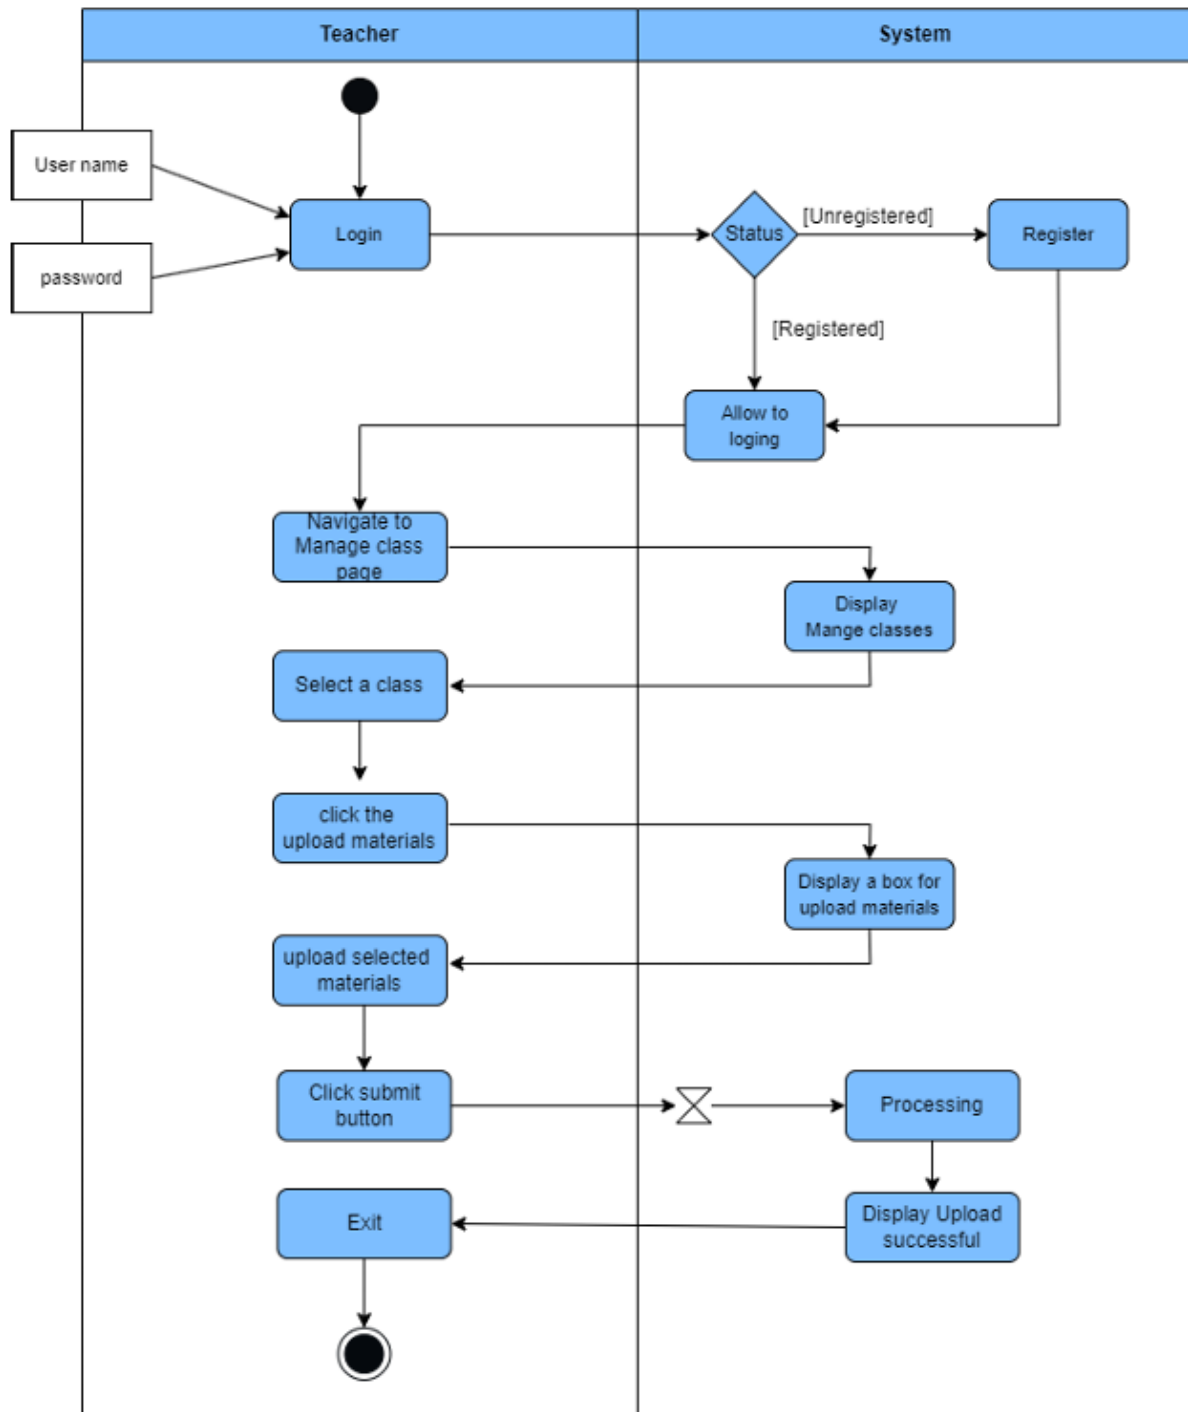 Teacher
System
User name
Login
Status
[Unregistered]
Register
password
[Registered]
Allow to
loging
Navigate to
Manage class
page
Display
Mange classes
Select a class
click the
upload materials
Display a box for
upload materials
upload selected
materials
Click submit
button
Processing
Exit
Display Upload
successful